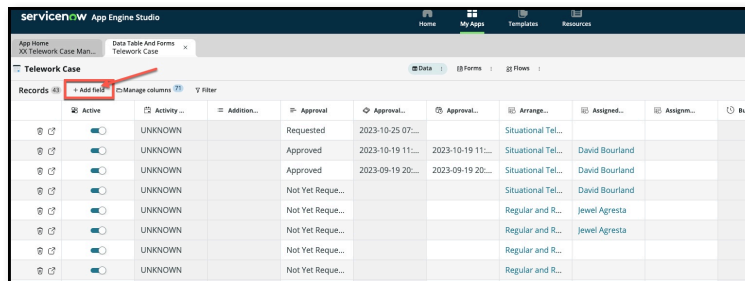 servicenow App Engine Studio
Home My Apps Templates Resources
App Home
XX Telework Case Man...
Data Table And Forms
Telework Case ×
Telework Case
Data Forms Flows
Records 43 + Add field Manage columns 71 Filter
Active Activity ... Addition... Approval Approval... Approval... Arrange... Assigned... Assignm... Bu
UNKNOWN Requested 2023-10-25 07:... Situational Tel...
UNKNOWN Approved 2023-10-19 11:... 2023-10-19 11:... Situational Tel... David Bourland
UNKNOWN Approved 2023-09-19 20:... 2023-09-19 20:... Situational Tel... David Bourland
UNKNOWN Not Yet Reque... Situational Tel... David Bourland
UNKNOWN Not Yet Reque... Regular and R... Jewel Agresta
UNKNOWN Not Yet Reque... Regular and R... Jewel Agresta
UNKNOWN Not Yet Reque... Regular and R...
UNKNOWN Not Yet Reque... Regular and R...